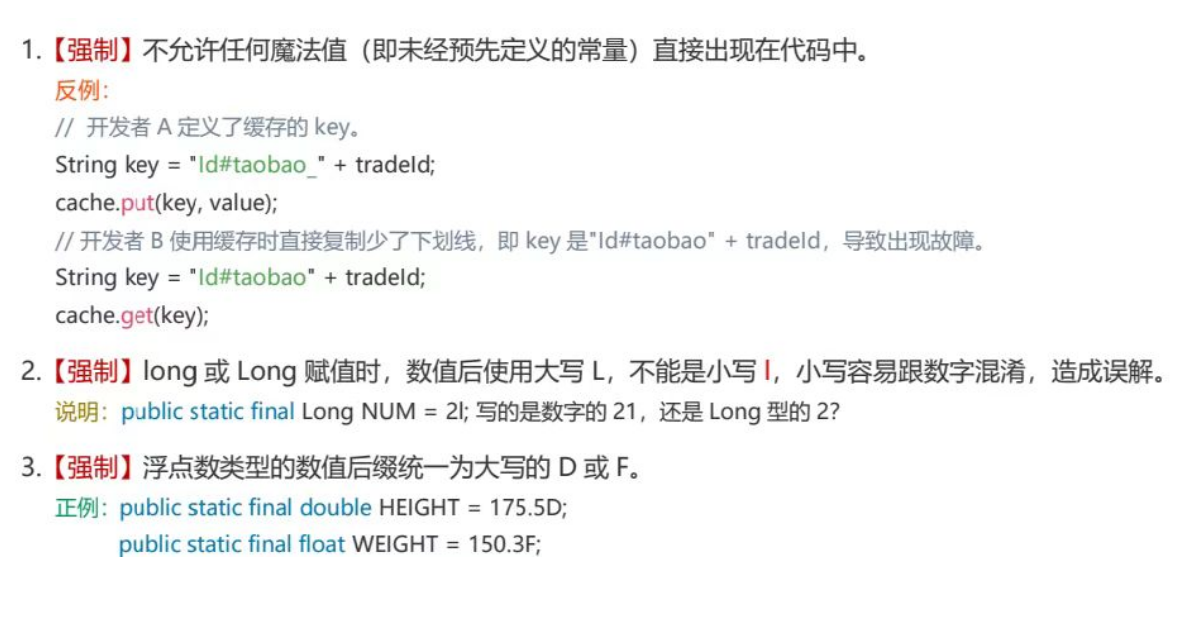 1.【强制】不允许任何魔法值（即未经预先定义的常量）直接出现在代码中。
反例：
// 开发者 A 定义了缓存的 key。
String key = "Id#taobao_" + tradeId;
cache.put(key, value);
// 开发者 B 使用缓存时直接复制少了下划线，即 key 是"Id#taobao" + tradeId，导致出现故障。
String key = "Id#taobao" + tradeId;
cache.get(key);
2.【强制】long 或 Long 赋值时，数值后使用大写 L，不能是小写 l，小写容易跟数字混淆，造成误解。
说明：public static final Long NUM = 2l; 写的是数字的 21，还是 Long 型的 2?
3.【强制】浮点数类型的数值后缀统一为大写的 D 或 F。
正例：public static final double HEIGHT = 175.5D;
public static final float WEIGHT = 150.3F;